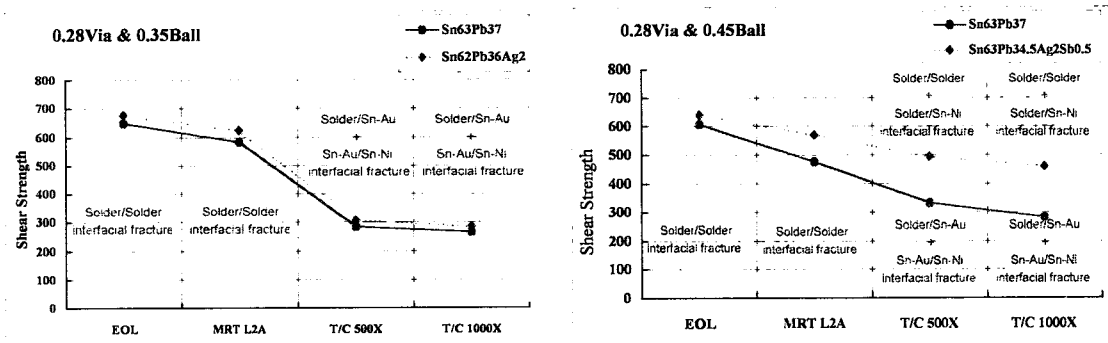 0.28Via & 0.35Ball
Sn63Pb37
Sn62Pb36Ag2
Shear Strength
800
700
600
500
400
300
200
100
0
Solder/Solder
interfacial fracture
Solder/Solder
interfacial fracture
Solder/Sn-Au
+
Sn-Au/Sn-Ni
interfacial fracture
Solder/Sn-Au
+
Sn-Au/Sn-Ni
interfacial fracture
EOL
MRT L2A
T/C 500X
T/C 1000X
0.28Via & 0.45Ball
Sn63Pb37
Sn63Pb34.5Ag2Sb0.5
Shear Strength
800
700
600
500
400
300
200
100
0
Solder/Solder
+
Solder/Sn-Ni
interfacial fracture
Solder/Solder
+
Solder/Sn-Ni
interfacial fracture
Solder/Solder
interfacial fracture
Solder/Solder
interfacial fracture
Solder/Sn-Au
+
Sn-Au/Sn-Ni
interfacial fracture
Solder/Sn-Au
+
Sn-Au/Sn-Ni
interfacial fracture
EOL
MRT L2A
T/C 500X
T/C 1000X